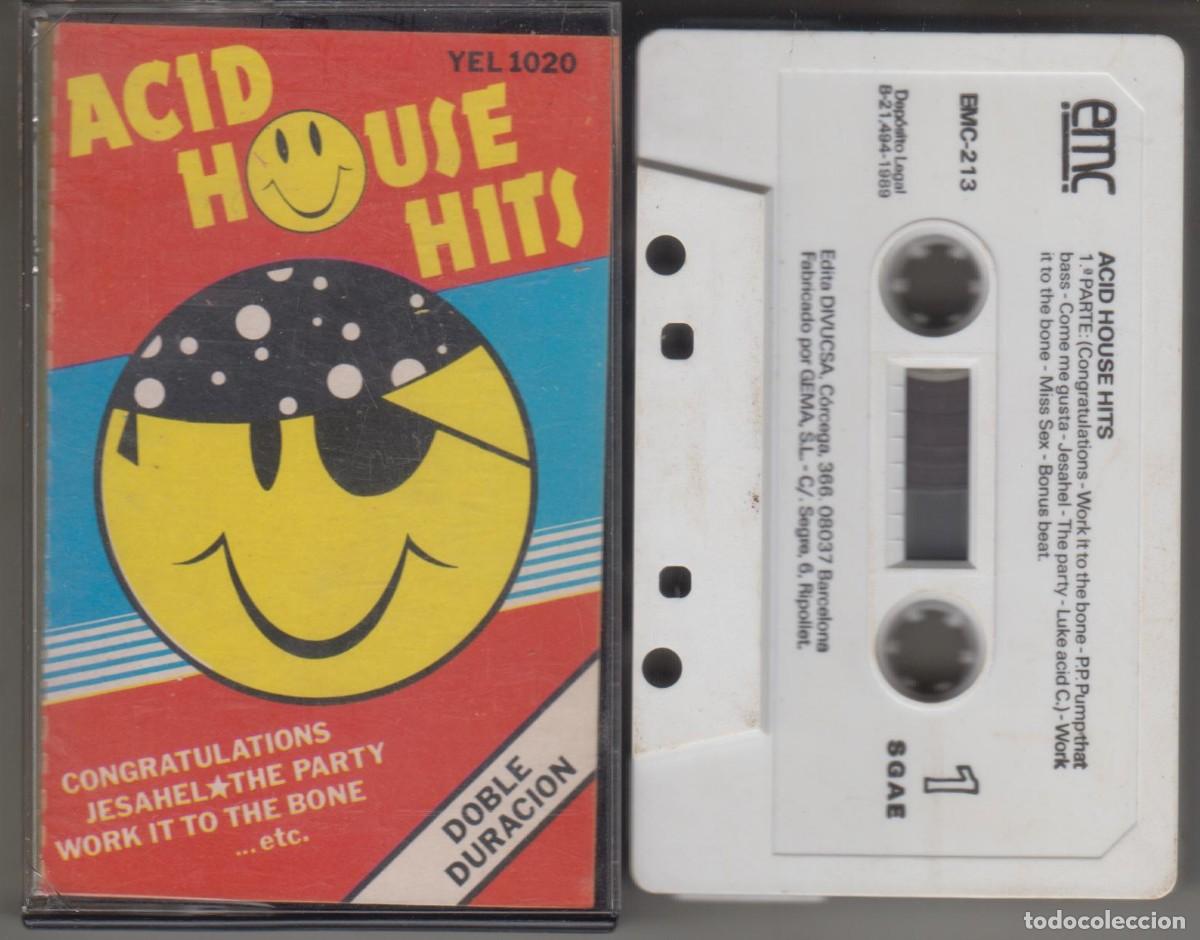 YEL 1020
ACID
HOUSE
HITS
CONGRATULATIONS
JESAHEL★THE PARTY
WORK IT TO THE BONE
...etc.
DOBLE
DURACION
emc
EMC-213
Depósito Legal
B-21.494-1989
ACID HOUSE HITS
1.ª PARTE: (Congratulations - Work it to the bone - P.P.Pump that
bass - Come me gusta - Jesahel - The party - Luke acid C.) - Work
it to the bone - Miss Sex - Bonus beat.
Edita DIVUCSA, Córcega, 366. 08037 Barcelona
Fabricado por GEMA, S.L. - C/. Segre, 6, Ripollet.
SGAE
1
todocoleccion